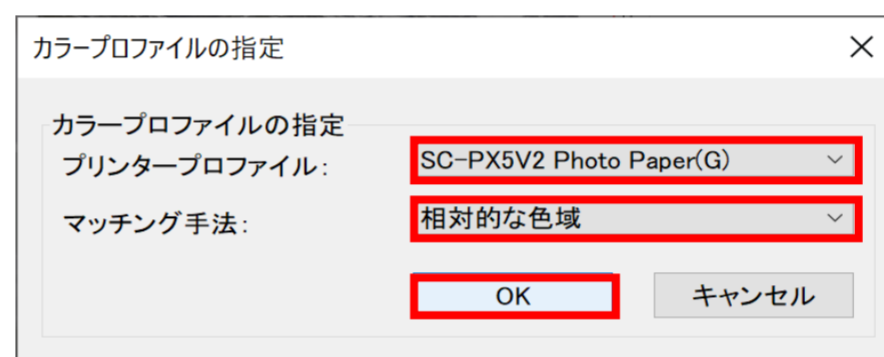 カラープロファイルの指定
カラープロファイルの指定
プリンタープロファイル:
SC-PX5V2 Photo Paper(G)
マッチング手法:
相対的な色域
OK
キャンセル